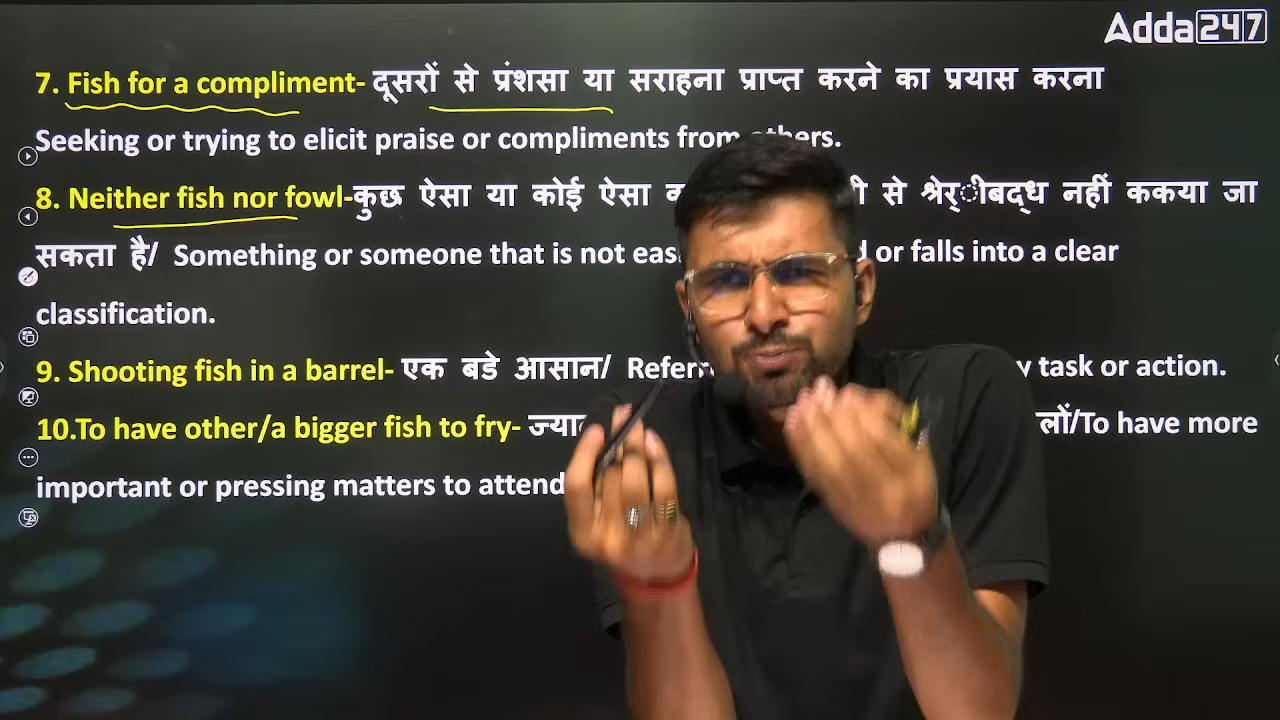 Adda247
7. Fish for a compliment- दूसरों से प्रंशसा या सराहना प्राप्त करने का प्रयास करना
Seeking or trying to elicit praise or compliments from others.
8. Neither fish nor fowl-कुछ ऐसा या कोई ऐसा से श्रेर्ीबद्ध नहीं ककया जा
सकता है/ Something or someone that is not or falls into a clear
classification.
9. Shooting fish in a barrel- एक बडे आसान/ task or action.
10.To have other/a bigger fish to fry- लों/To have more
important or pressing matters to attend